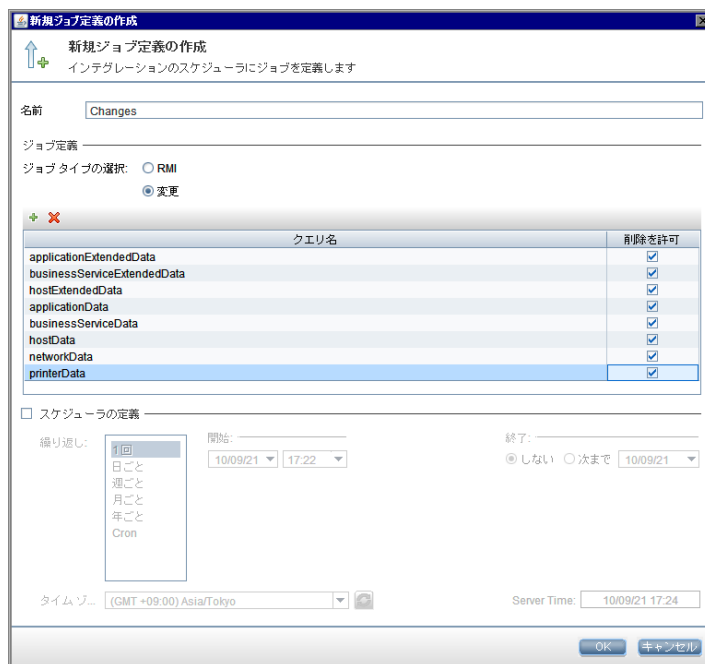 新規ジョブ定義の作成
新規ジョブ定義の作成
インテグレーションのスケジューラにジョブを定義します
名前 Changes
ジョブ定義
ジョブ タイプの選択: RMI
変更
クエリ名 削除を許可
applicationExtendedData
businessServiceExtendedData
hostExtendedData
applicationData
businessServiceData
hostData
networkData
printerData
スケジューラの定義
繰り返し: 開始: 終了:
1 回
10/09/21 17:22 しない 次まで 10/09/21
日ごと
週ごと
月ごと
年ごと
Cron
タイム ゾ... (GMT +09:00) Asia/Tokyo Server Time: 10/09/21 17:24
OK キャンセル